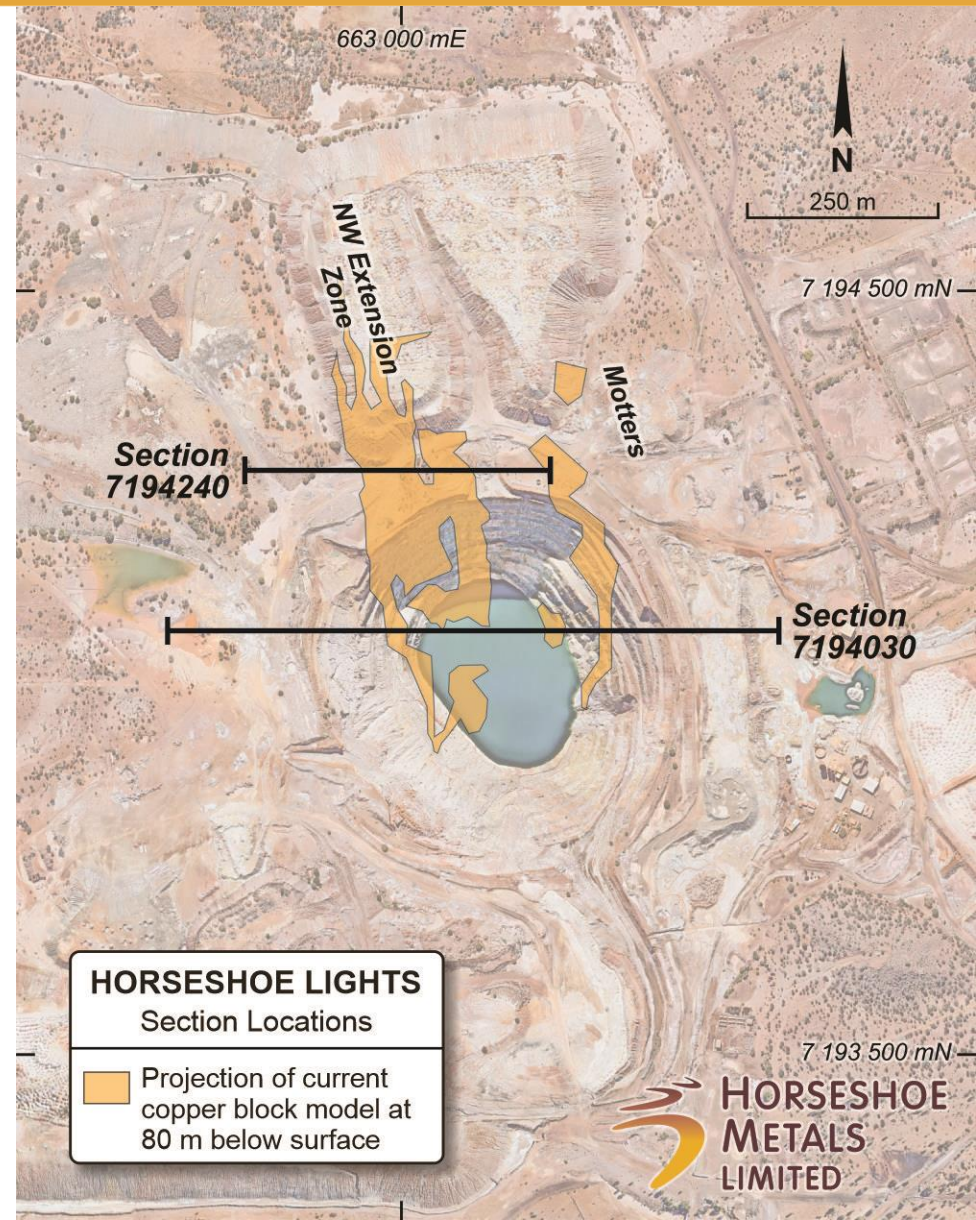 663 000 mE
N
250 m
7 194 500 mN
NW Extension
Zone
Motters
Section
7194240
Section
7194030
HORSESHOE LIGHTS
Section Locations
Projection of current
copper block model at
80 m below surface
7 193 500 mN
HORSESHOE
METALS
LIMITED